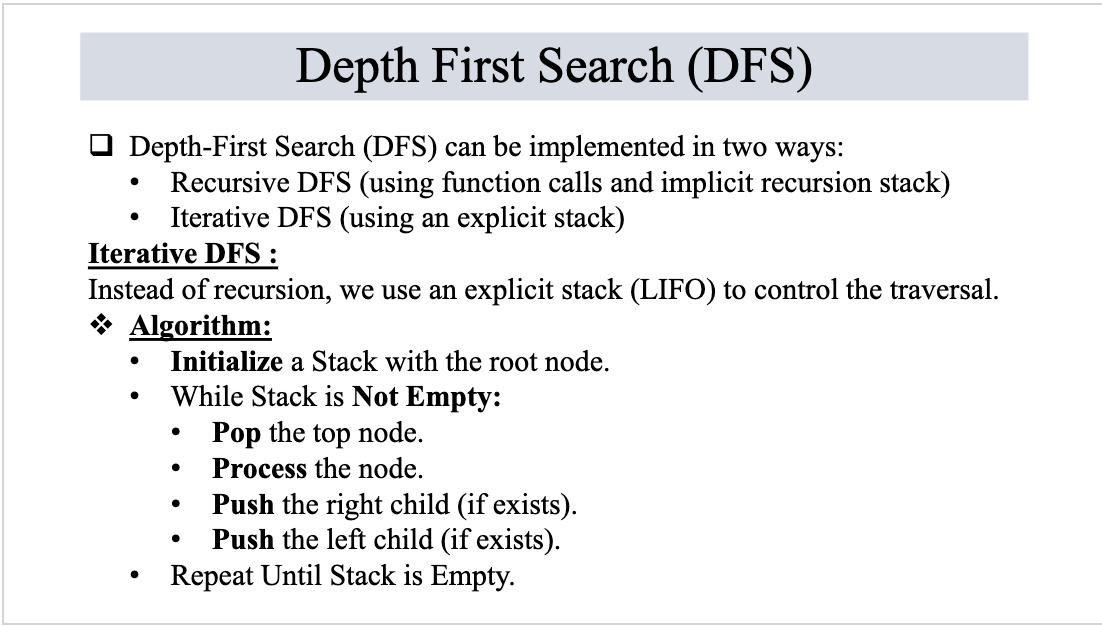 Depth First Search (DFS)
❑ Depth-First Search (DFS) can be implemented in two ways:
• Recursive DFS (using function calls and implicit recursion stack)
• Iterative DFS (using an explicit stack)
Iterative DFS :
Instead of recursion, we use an explicit stack (LIFO) to control the traversal.
❖ Algorithm:
• Initialize a Stack with the root node.
• While Stack is Not Empty:
• Pop the top node.
• Process the node.
• Push the right child (if exists).
• Push the left child (if exists).
• Repeat Until Stack is Empty.